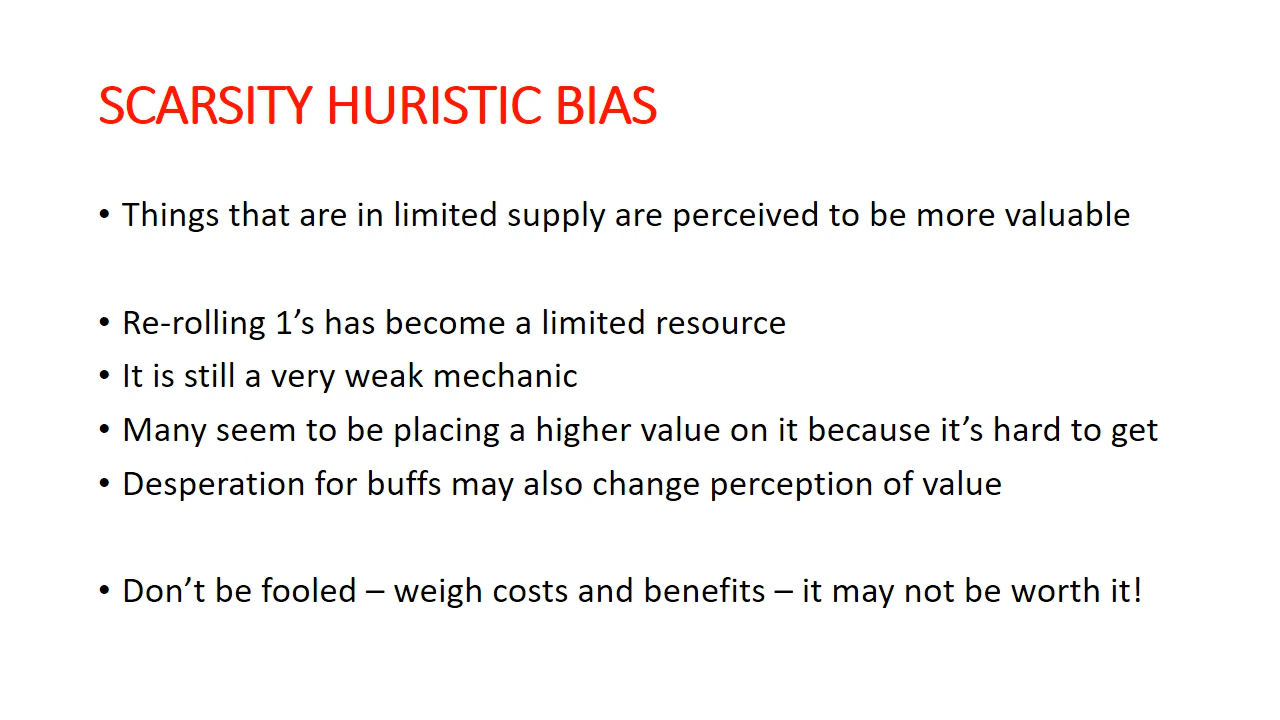 SCARSITY HURISTIC BIAS
• Things that are in limited supply are perceived to be more valuable
• Re-rolling 1’s has become a limited resource
• It is still a very weak mechanic
• Many seem to be placing a higher value on it because it’s hard to get
• Desperation for buffs may also change perception of value
• Don’t be fooled – weigh costs and benefits – it may not be worth it!